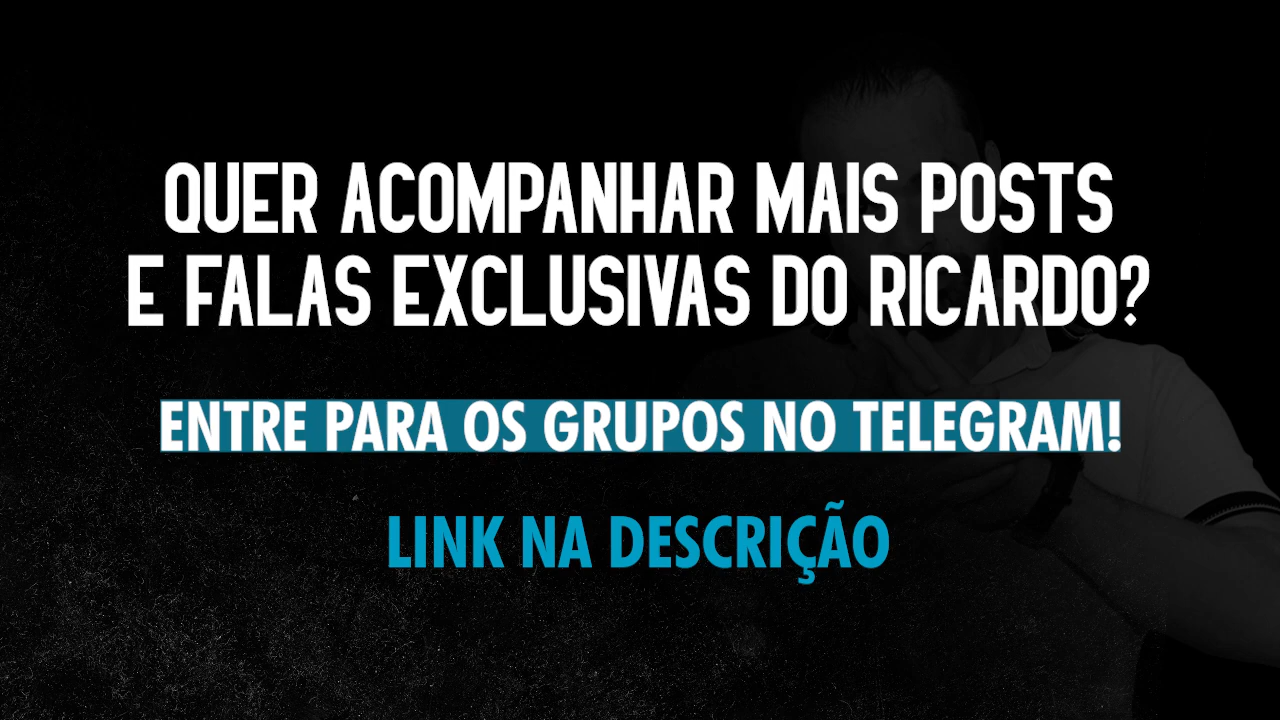 QUER ACOMPANHAR MAIS POSTS
E FALAS EXCLUSIVAS DO RICARDO?
ENTRE PARA OS GRUPOS NO TELEGRAM!
LINK NA DESCRIÇÃO